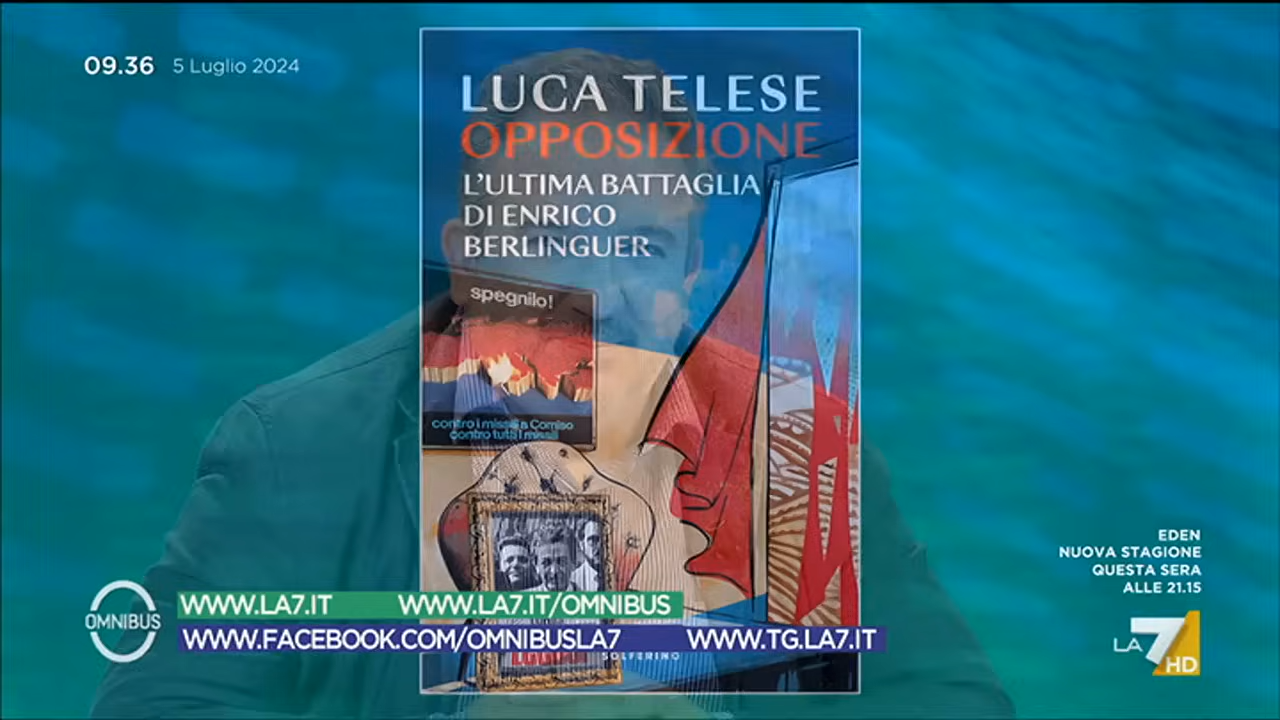 09.36 5 Luglio 2024
LUCA TELESE
OPPOSIZIONE
L'ULTIMA BATTAGLIA
DI ENRICO
BERLINGUER
spegnilo!
contro i missili a Comiso
contro tutti i missili
EDEN
NUOVA STAGIONE
QUESTA SERA
ALLE 21.15
OMNIBUS
WWW.LA7.IT WWW.LA7.IT/OMNIBUS
WWW.FACEBOOK.COM/OMNIBUSLA7 WWW.TG.LA7.IT
SOLFERINO
LA 7 HD